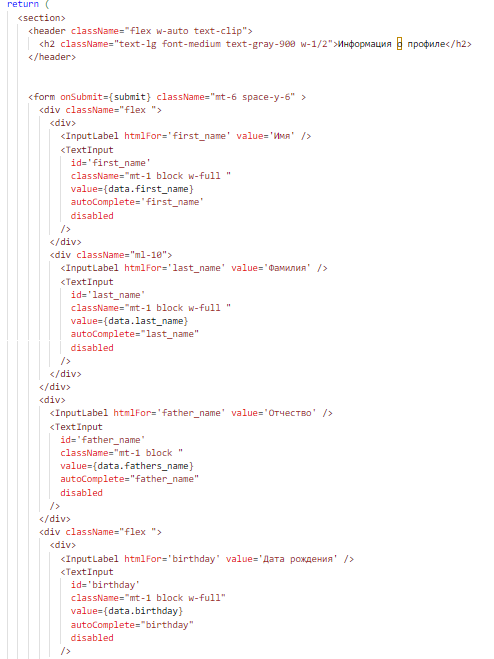 return (
<section>
<header className="flex w-auto text-clip">
<h2 className="text-lg font-medium text-gray-900 w-1/2">Информация о профиле</h2>
</header>
<form onSubmit={submit} className="mt-6 space-y-6" >
<div className="flex ">
<div>
<InputLabel htmlFor='first_name' value='Имя' />
<TextInput
id='first_name'
className="mt-1 block w-full "
value={data.first_name}
autoComplete='first_name'
disabled
/>
</div>
<div className="ml-10">
<InputLabel htmlFor='last_name' value='Фамилия' />
<TextInput
id='last_name'
className="mt-1 block w-full "
value={data.last_name}
autoComplete="last_name"
disabled
/>
</div>
</div>
<div>
<InputLabel htmlFor='father_name' value='Отчество' />
<TextInput
id='father_name'
className="mt-1 block "
value={data.fathers_name}
autoComplete="father_name"
disabled
/>
</div>
<div className="flex ">
<div>
<InputLabel htmlFor='birthday' value='Дата рождения' />
<TextInput
id='birthday'
className="mt-1 block w-full"
value={data.birthday}
autoComplete="birthday"
disabled
/>